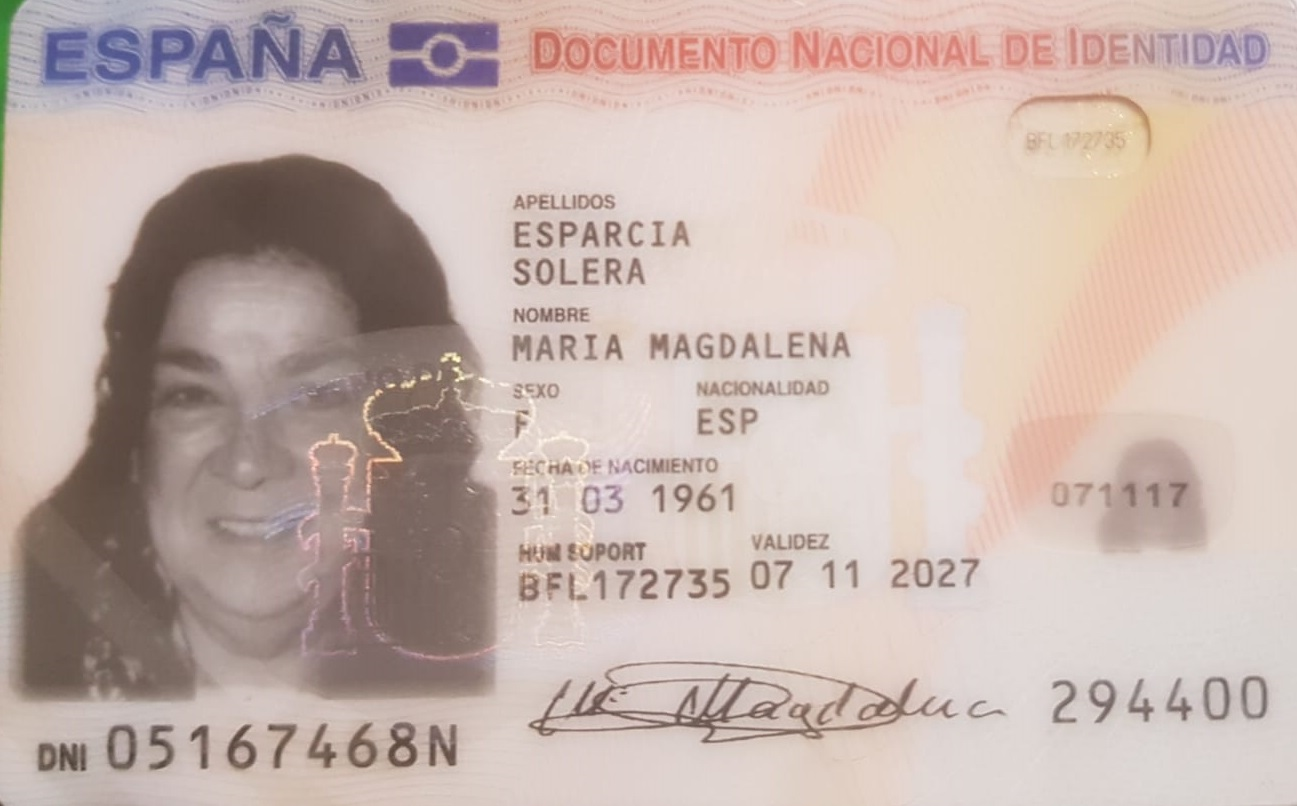 ESPAÑA DOCUMENTO NACIONAL DE IDENTIDAD
BFL172735
APELLIDOS
ESPARCIA
SOLERA
NOMBRE
MARIA MAGDALENA
SEXO NACIONALIDAD
F ESP
FECHA DE NACIMIENTO
31 03 1961
071117
NUM SOPORT VALIDEZ
BFL172735 07 11 2027
Mª Magdalena 294400
DNI 05167468N